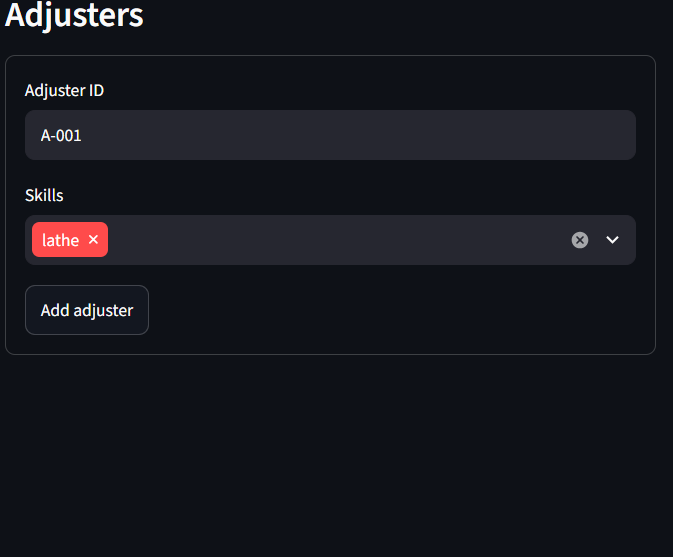 Adjusters
Adjuster ID
A-001
Skills
lathe
Add adjuster